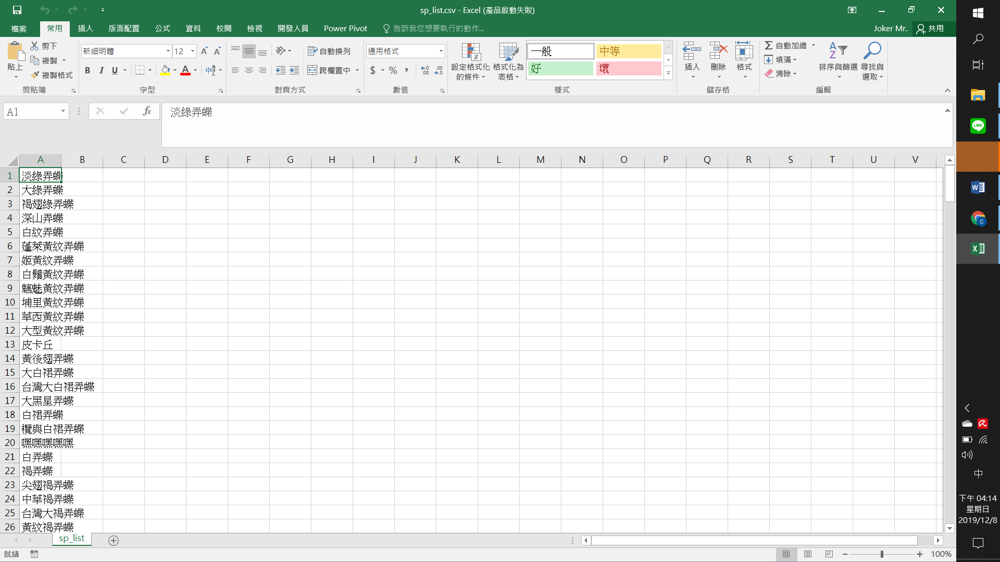 sp_list.csv - Excel (產品啟動失敗)
檔案 常用 插入 版面配置 公式 資料 校閱 檢視 開發人員 Power Pivot 告訴我您想要執行的動作... Joker Mr. 共用
貼上 剪下 複製 複製格式 剪貼簿
新細明體 12 B I U A 中 字型
自動換列 跨欄置中 對齊方式
通用格式 $ % , 數值
設定格式化的條件 格式化為表格 一般 中等 好 壞 樣式
插入 刪除 格式 儲存格
自動加總 填滿 清除 排序與篩選 尋找與選取 編輯
A1 fx 淡綠弄蝶
A B C D E F G H I J K L M N O P Q R S T U V
1 淡綠弄蝶
2 大綠弄蝶
3 褐翅綠弄蝶
4 深山弄蝶
5 白紋弄蝶
6 蓬萊黃紋弄蝶
7 姬黃紋弄蝶
8 白鬚黃紋弄蝶
9 魑魅黃紋弄蝶
10 埔里黃紋弄蝶
11 華西黃紋弄蝶
12 大型黃紋弄蝶
13 皮卡丘
14 黃後翅弄蝶
15 大白裙弄蝶
16 台灣大白裙弄蝶
17 大黑星弄蝶
18 白裙弄蝶
19 欖與白裙弄蝶
20 嘿嘿嘿嘿嘿
21 白弄蝶
22 褐弄蝶
23 尖翅褐弄蝶
24 中華褐弄蝶
25 台灣大褐弄蝶
26 黃紋褐弄蝶
sp_list
就緒 100%
LINE
中
下午 04:14
星期日
2019/12/8